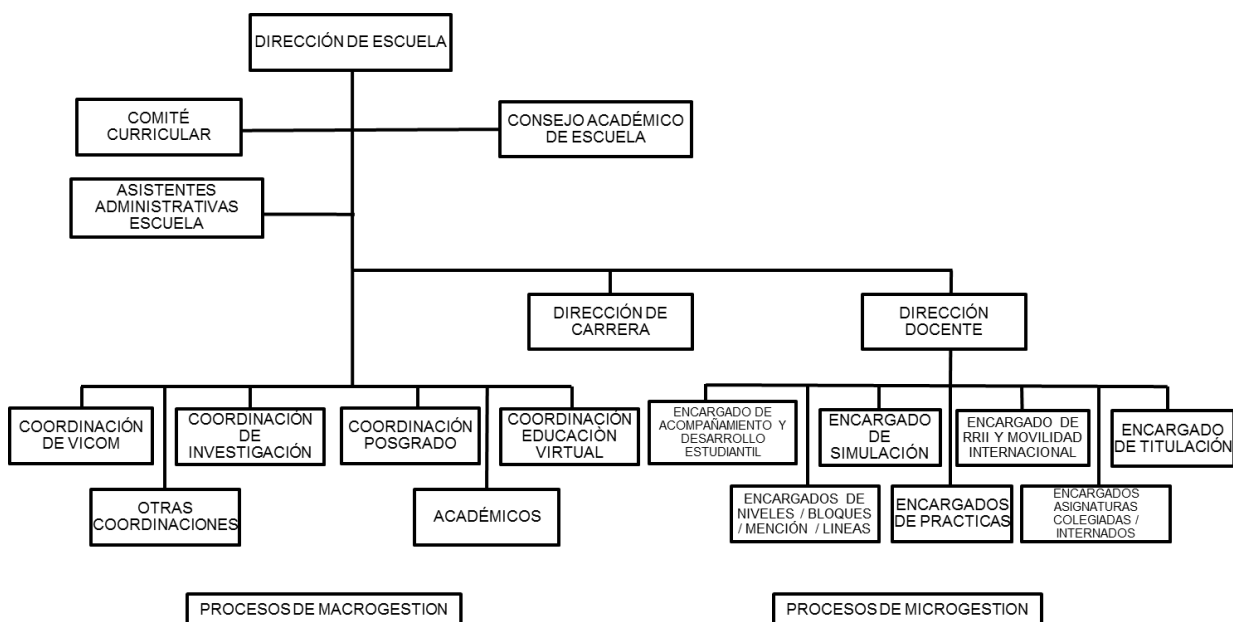 DIRECCIÓN DE ESCUELA
COMITÉ
CURRICULAR
CONSEJO ACADÉMICO
DE ESCUELA
ASISTENTES
ADMINISTRATIVAS
ESCUELA
DIRECCIÓN DE
CARRERA
DIRECCIÓN
DOCENTE
COORDINACIÓN
DE VICOM
COORDINACIÓN
DE
INVESTIGACIÓN
COORDINACIÓN
POSGRADO
COORDINACIÓN
EDUCACIÒN
VIRTUAL
ENCARGADO DE
ACOMPAÑAMIENTO Y
DESARROLLO
ESTUDIANTIL
ENCARGADO
DE
SIMULACIÓN
ENCARGADO DE
RRII Y MOVILIDAD
INTERNACIONAL
ENCARGADO
DE TITULACIÓN
OTRAS
COORDINACIONES
ACADÉMICOS
ENCARGADOS DE
NIVELES / BLOQUES
/ MENCIÓN / LINEAS
ENCARGADOS
DE PRACTICAS
ENCARGADOS
ASIGNATURAS
COLEGIADAS /
INTERNADOS
PROCESOS DE MACROGESTION
PROCESOS DE MICROGESTION